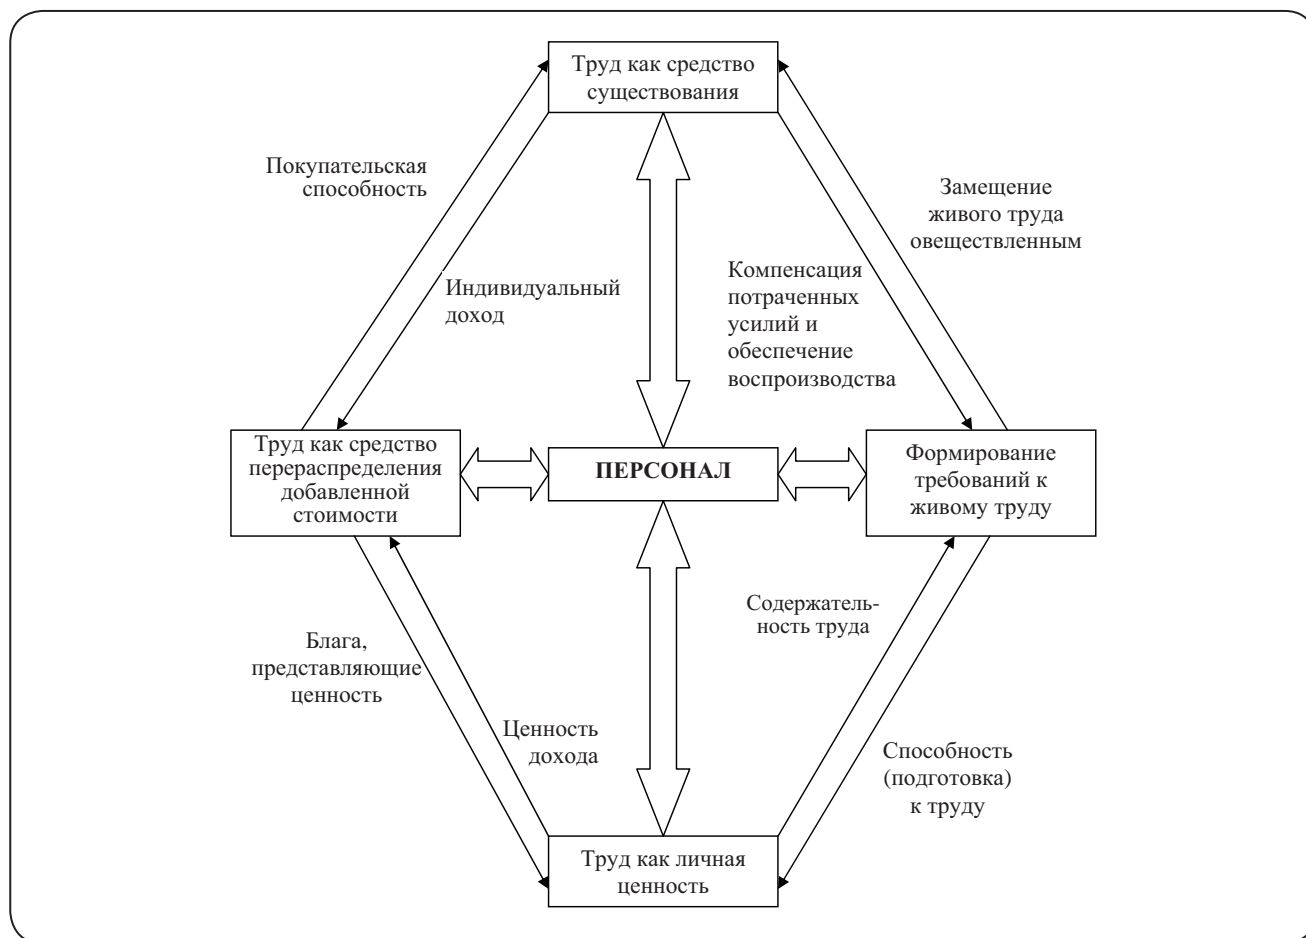 Труд как средство
существования
Покупательская
способность
Замещение
живого труда
овеществленным
Индивидуальный
доход
Компенсация
потраченных
усилий и
обеспечение
воспроизводства
Труд как средство
перераспределения
добавленной
стоимости
ПЕРСОНАЛ
Формирование
требований к
живому труду
Содержатель-
ность труда
Блага,
представляющие
ценность
Ценность
дохода
Способность
(подготовка)
к труду
Труд как личная
ценность